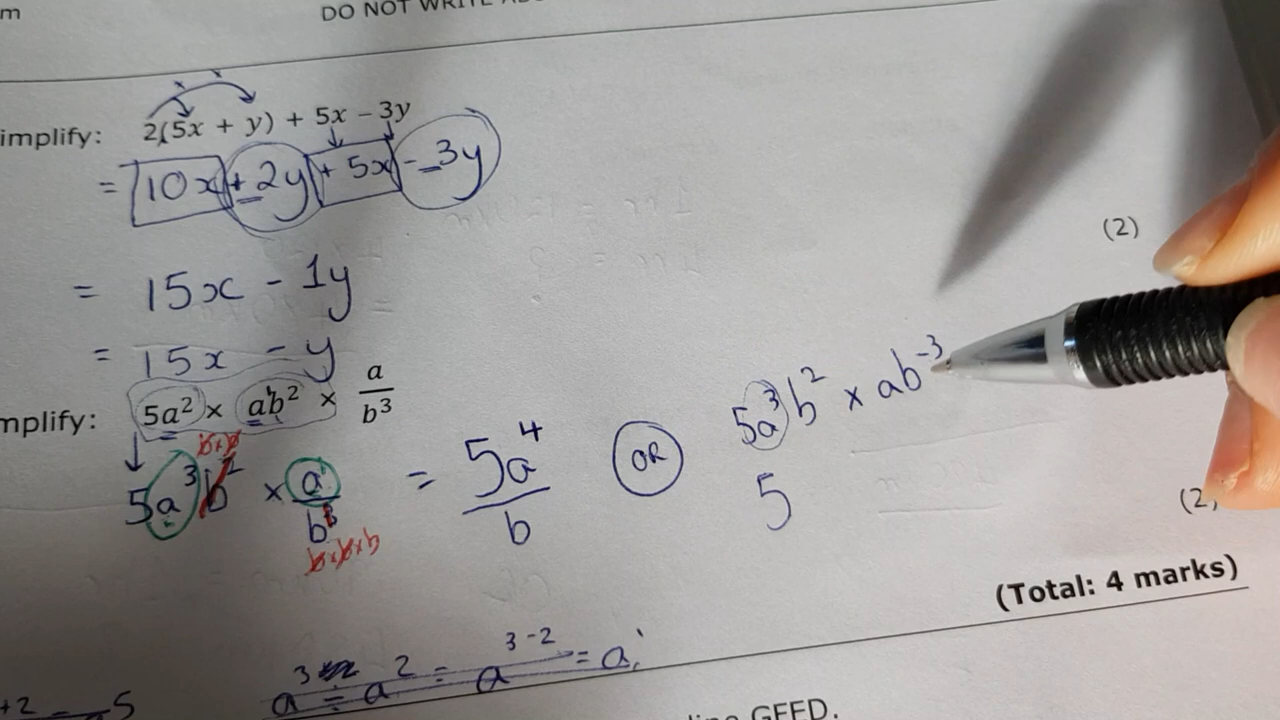 m
DO NOT WRITE
implify: 2(5x + y) + 5x − 3y
= 10x + 2y + 5x − 3y
(2)
= 15x - 1y
= 15x - y
mplify: 5a² × ab² × a/b³
b×b
5a³b² × a¹/b³ = 5a⁴/b OR 5a³b² × ab⁻³
b×b×b
5
(2)
(Total: 4 marks)
a³ ÷ a² = a³⁻² = a¹
+2 5
GEED.